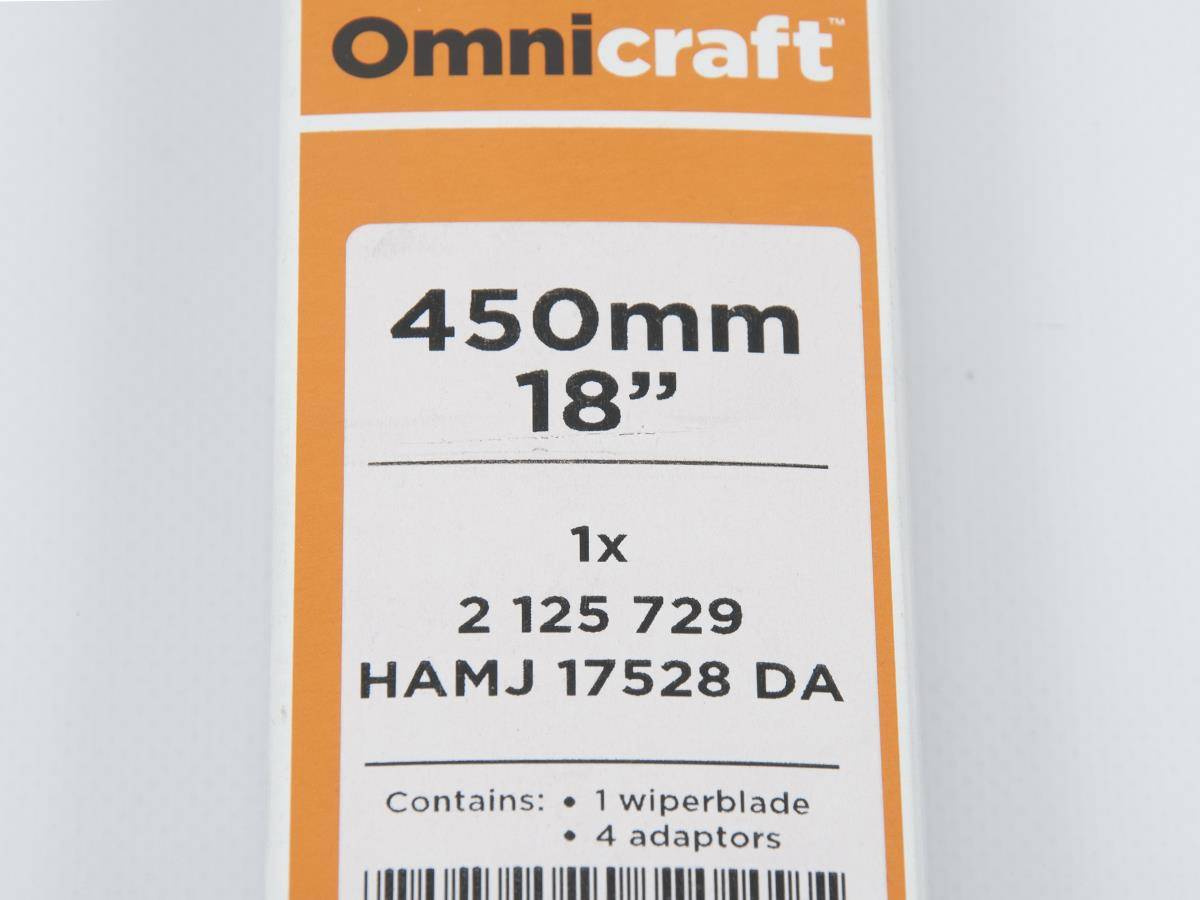 Omnicraft™
450mm
18”
1x
2 125 729
HAMJ 17528 DA
Contains: • 1 wiperblade
• 4 adaptors